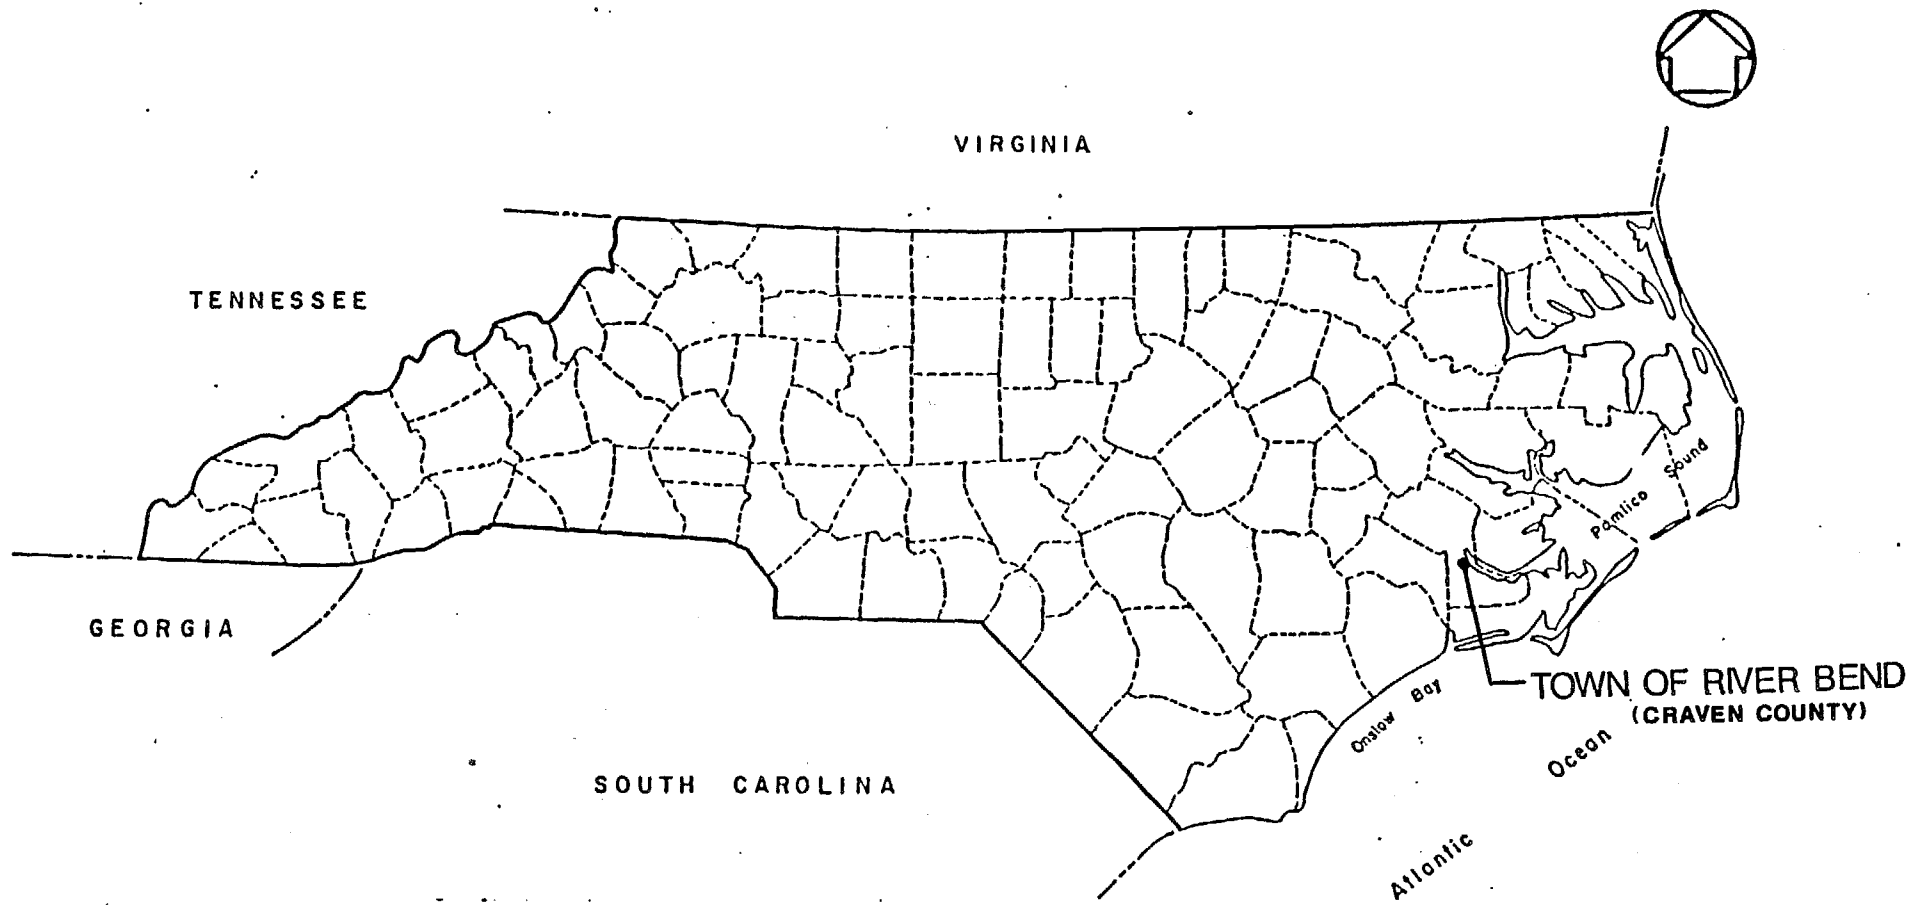 VIRGINIA
TENNESSEE
Pamlico Sound
GEORGIA
TOWN OF RIVER BEND
(CRAVEN COUNTY)
Onslow Bay
SOUTH CAROLINA
Atlantic Ocean